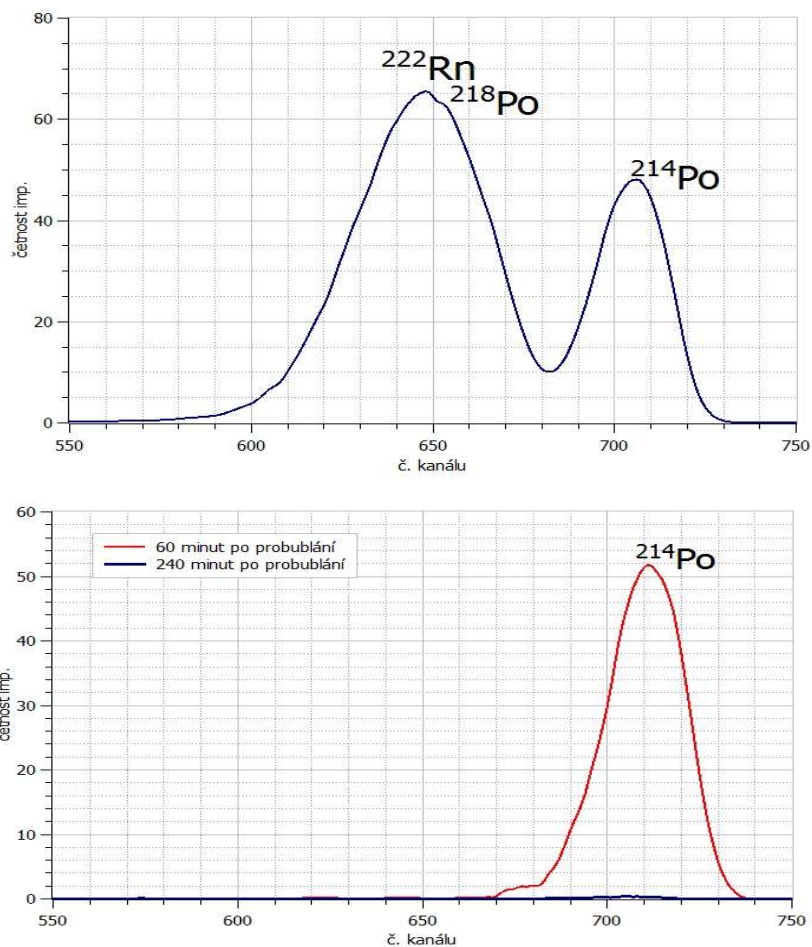 80
60
40
20
0
četnost imp.
²²²Rn
²¹⁸Po
²¹⁴Po
550 600 650 700 750
č. kanálu
60
50
40
30
20
10
0
četnost imp.
60 minut po probublání
240 minut po probublání
²¹⁴Po
550 600 650 700 750
č. kanálu